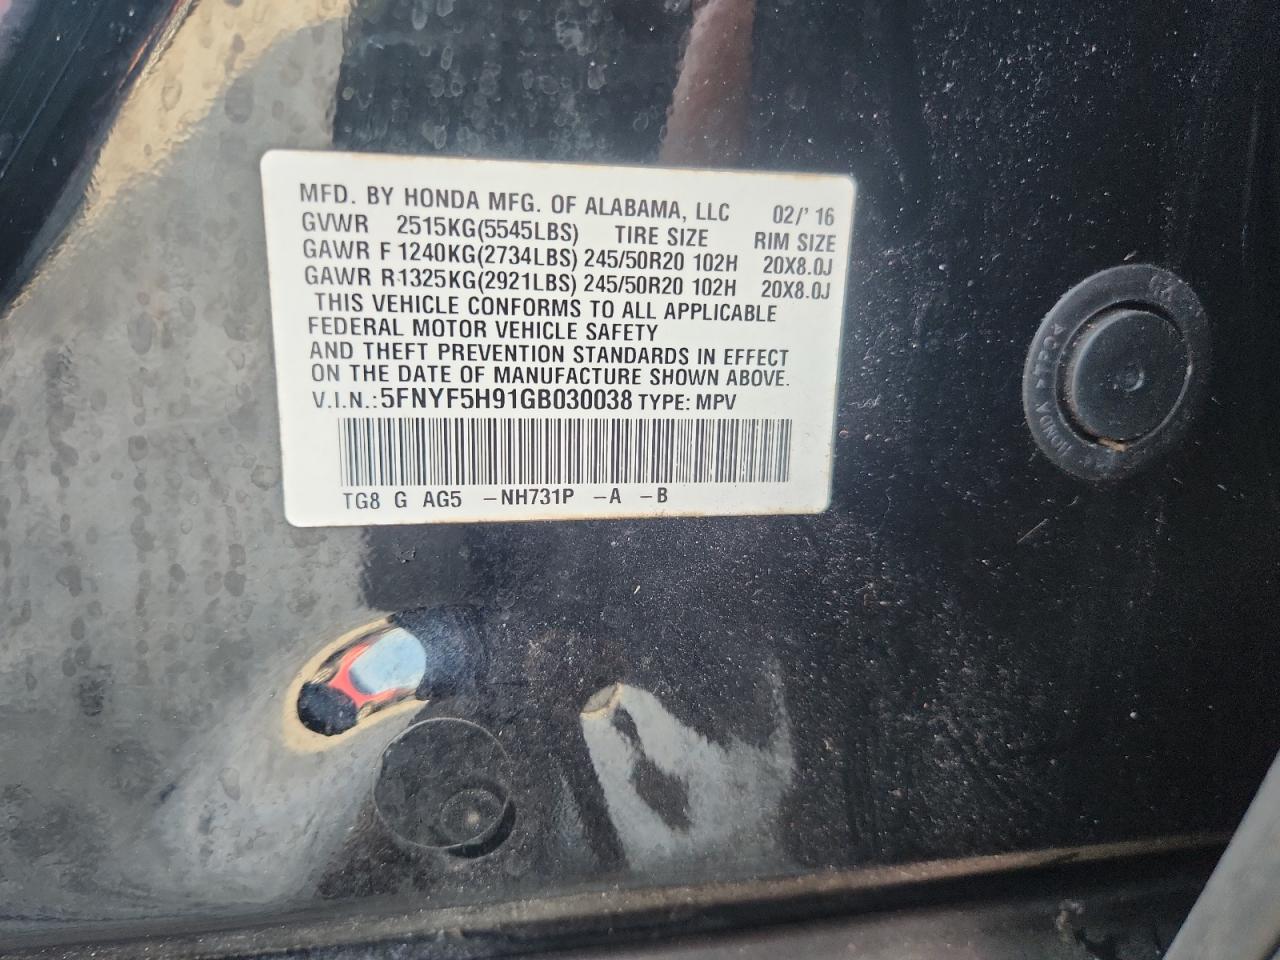 MFD. BY HONDA MFG. OF ALABAMA, LLC 02/'16
GVWR 2515KG(5545LBS) TIRE SIZE RIM SIZE
GAWR F 1240KG(2734LBS) 245/50R20 102H 20X8.0J
GAWR R 1325KG(2921LBS) 245/50R20 102H 20X8.0J
THIS VEHICLE CONFORMS TO ALL APPLICABLE
FEDERAL MOTOR VEHICLE SAFETY
AND THEFT PREVENTION STANDARDS IN EFFECT
ON THE DATE OF MANUFACTURE SHOWN ABOVE.
V.I.N.: 5FNYF5H91GB030038 TYPE: MPV
TG8 G AG5 –NH731P –A –B
HONDA